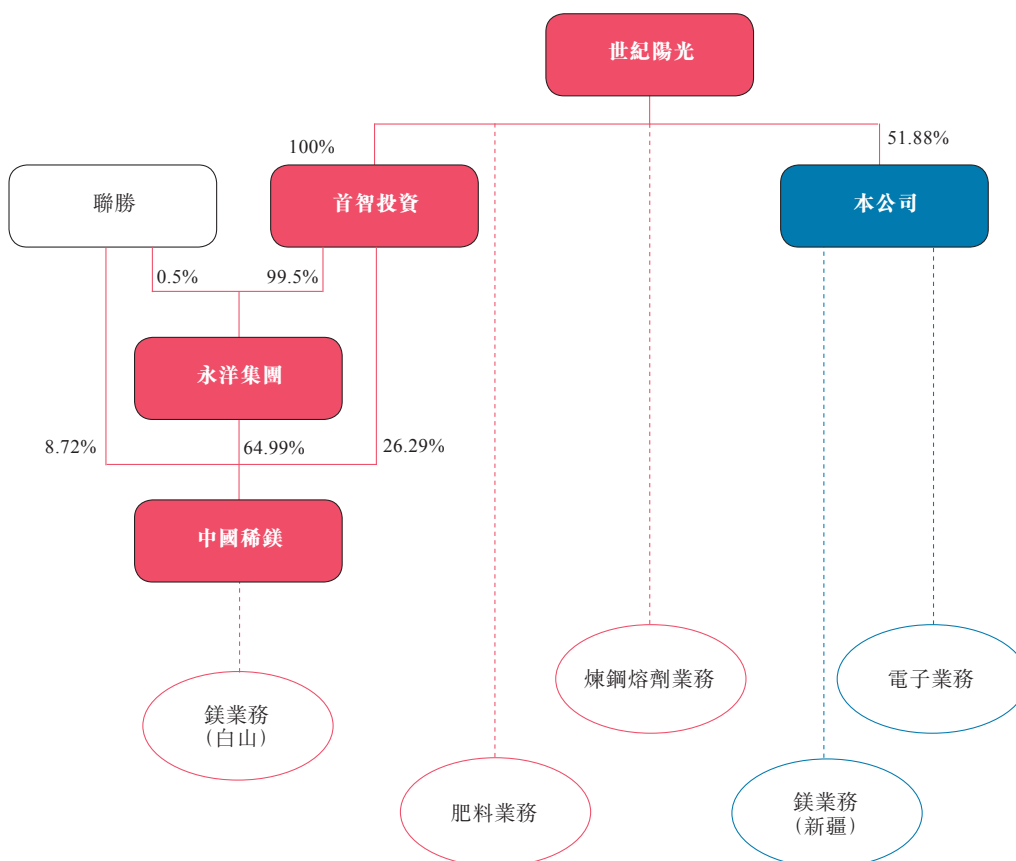 世紀陽光
100%
51.88%
聯勝
首智投資
本公司
0.5%
99.5%
永洋集團
8.72%
64.99%
26.29%
中國稀鎂
煉鋼熔劑業務
電子業務
鎂業務
(白山)
肥料業務
鎂業務
(新疆)